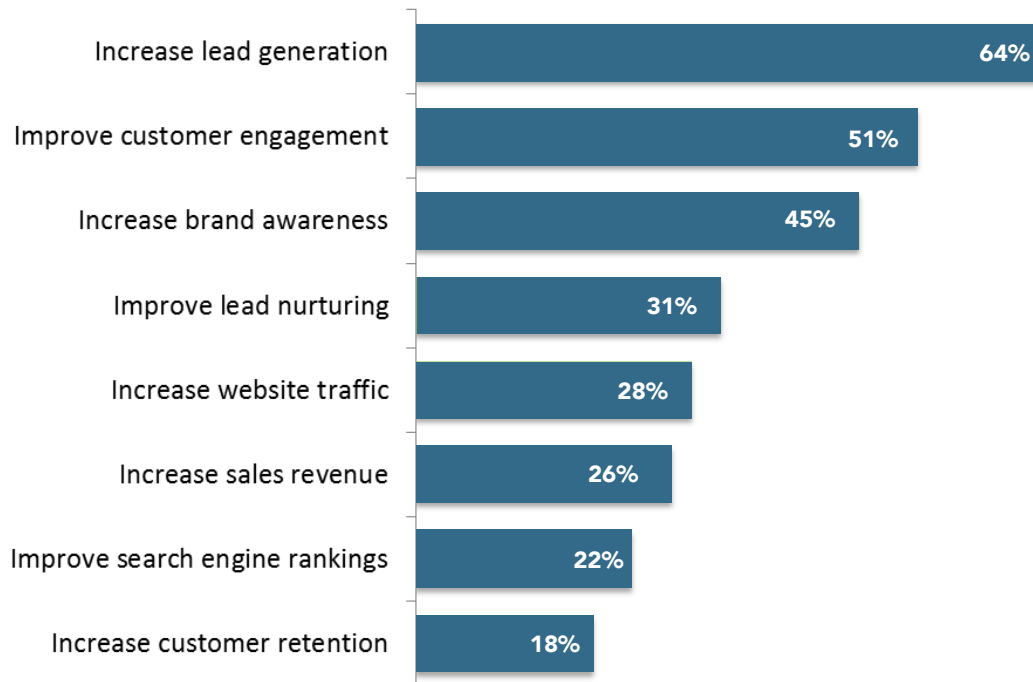 Increase lead generation 64%
Improve customer engagement 51%
Increase brand awareness 45%
Improve lead nurturing 31%
Increase website traffic 28%
Increase sales revenue 26%
Improve search engine rankings 22%
Increase customer retention 18%